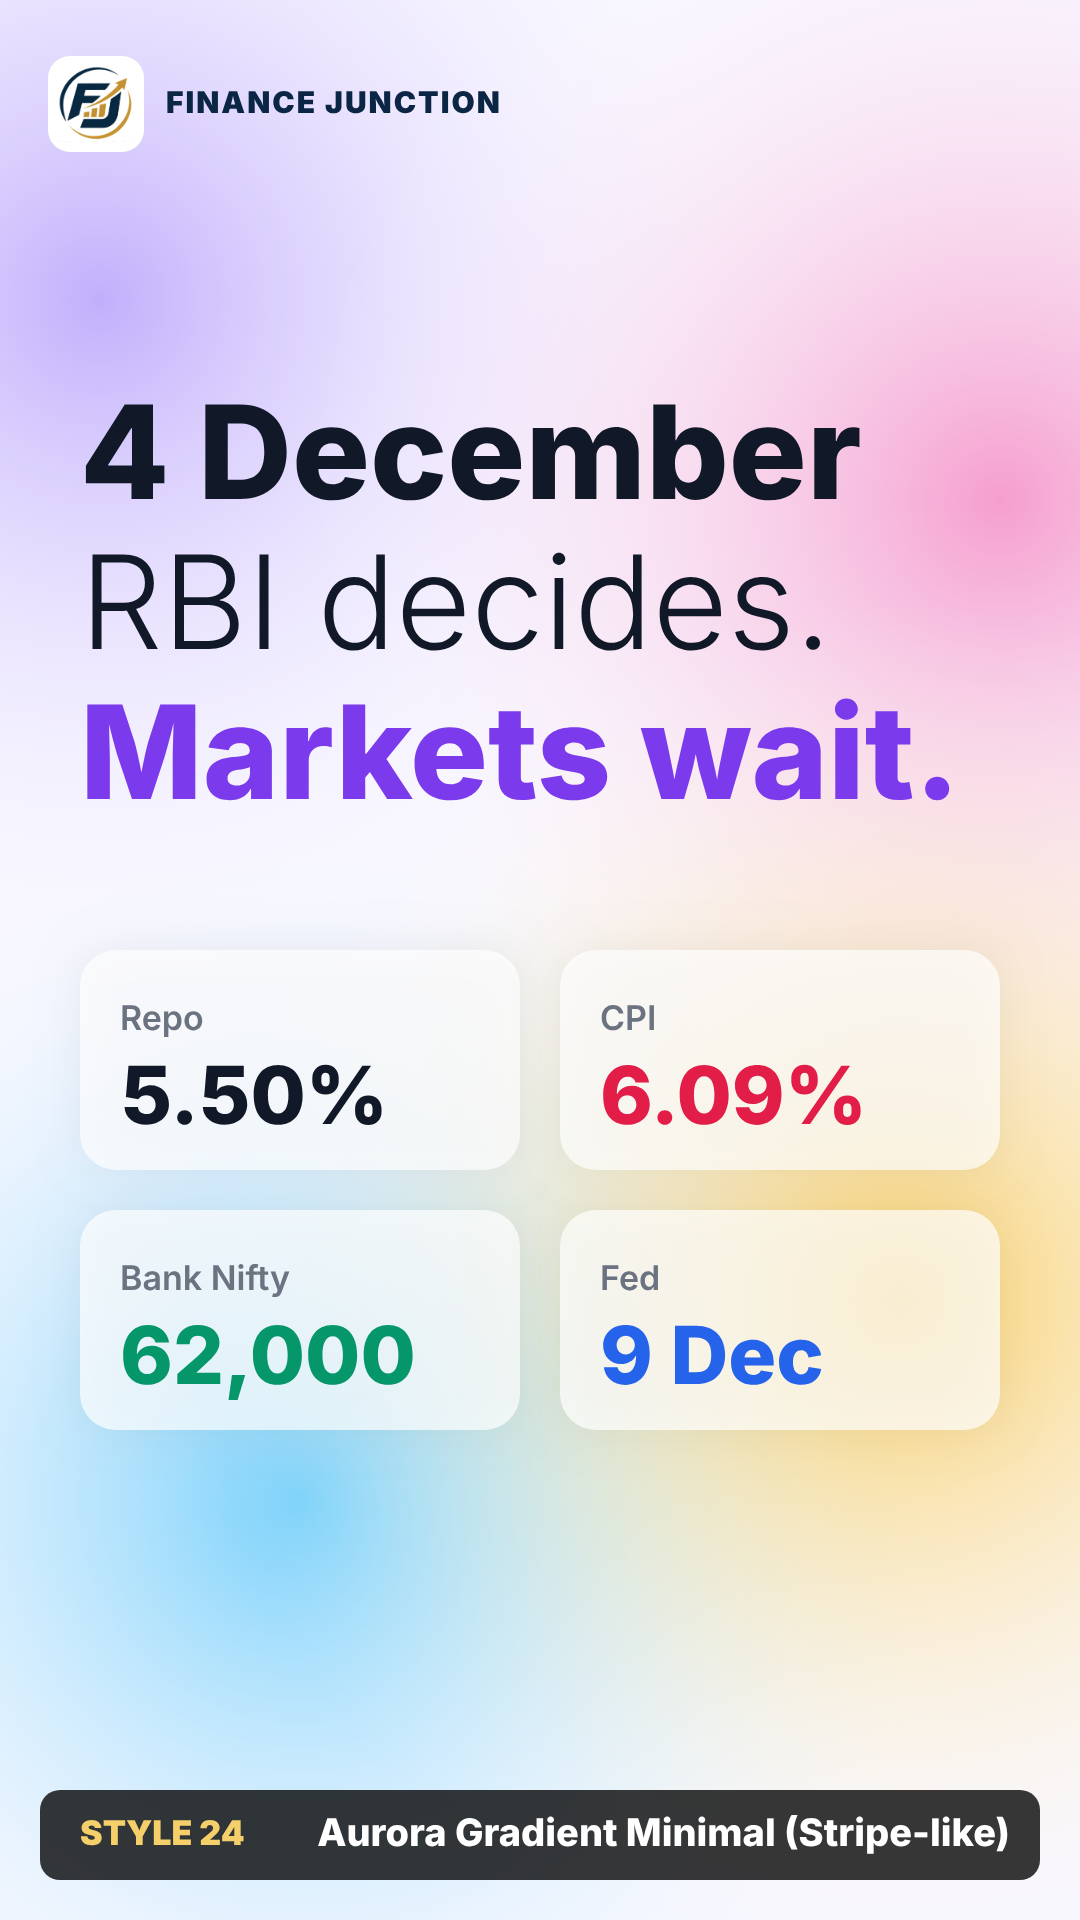 FJ
FINANCE JUNCTION
4 December
RBI decides.
Markets wait.
Repo
5.50%
CPI
6.09%
Bank Nifty
62,000
Fed
9 Dec
STYLE 24 Aurora Gradient Minimal (Stripe-like)